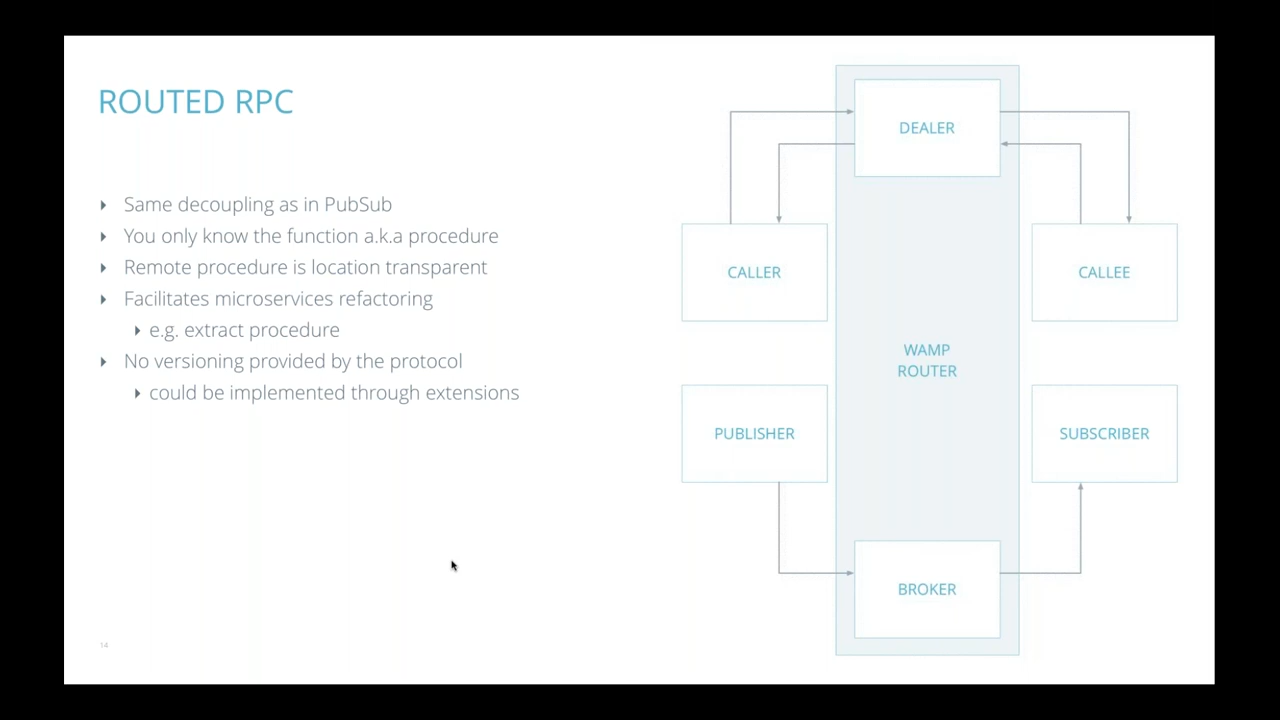 ROUTED RPC
Same decoupling as in PubSub
You only know the function a.k.a procedure
Remote procedure is location transparent
Facilitates microservices refactoring
e.g. extract procedure
No versioning provided by the protocol
could be implemented through extensions
14
DEALER
CALLER
CALLEE
WAMP
ROUTER
PUBLISHER
SUBSCRIBER
BROKER